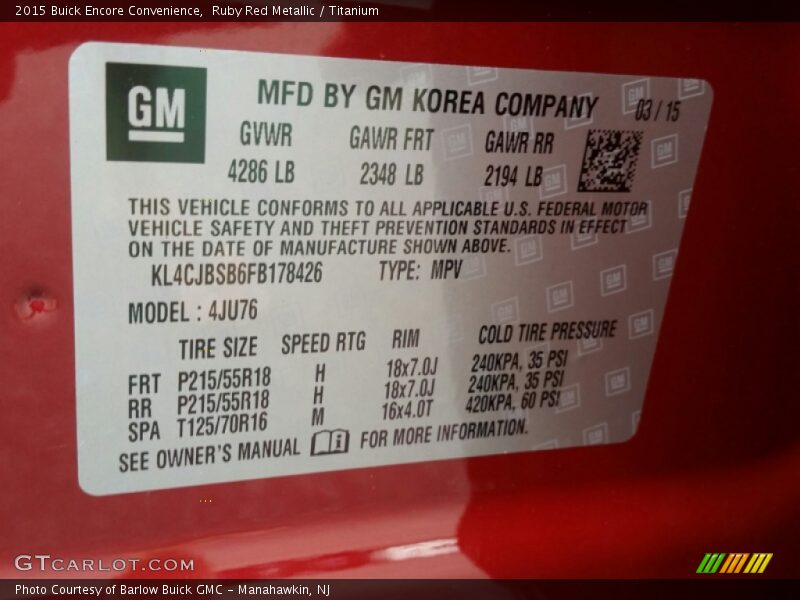 2015 Buick Encore Convenience,  Ruby Red Metallic / Titanium
GM
MFD BY GM KOREA COMPANY 03 / 15
GVWR GAWR FRT GAWR RR
4286 LB 2348 LB 2194 LB
THIS VEHICLE CONFORMS TO ALL APPLICABLE U.S. FEDERAL MOTOR
VEHICLE SAFETY AND THEFT PREVENTION STANDARDS IN EFFECT
ON THE DATE OF MANUFACTURE SHOWN ABOVE.
KL4CJBSB6FB178426 TYPE: MPV
MODEL : 4JU76
TIRE SIZE SPEED RTG RIM COLD TIRE PRESSURE
FRT P215/55R18 H 18x7.0J 240KPA, 35 PSI
RR P215/55R18 H 18x7.0J 240KPA, 35 PSI
SPA T125/70R16 M 16x4.0T 420KPA, 60 PSI
SEE OWNER'S MANUAL i FOR MORE INFORMATION.
GTCARLOT.COM
Photo Courtesy of Barlow Buick GMC - Manahawkin, NJ